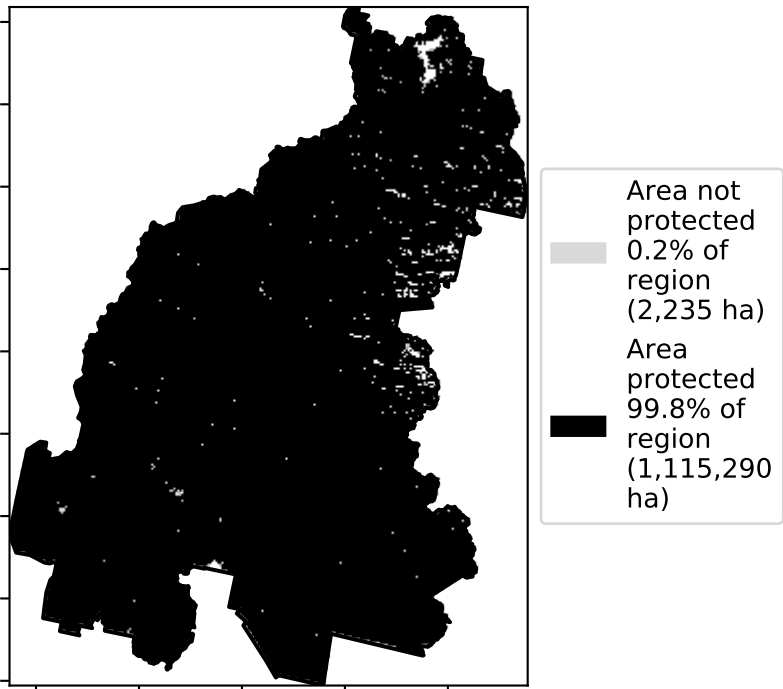 Area not
protected
0.2% of
region
(2,235 ha)
Area
protected
99.8% of
region
(1,115,290
ha)